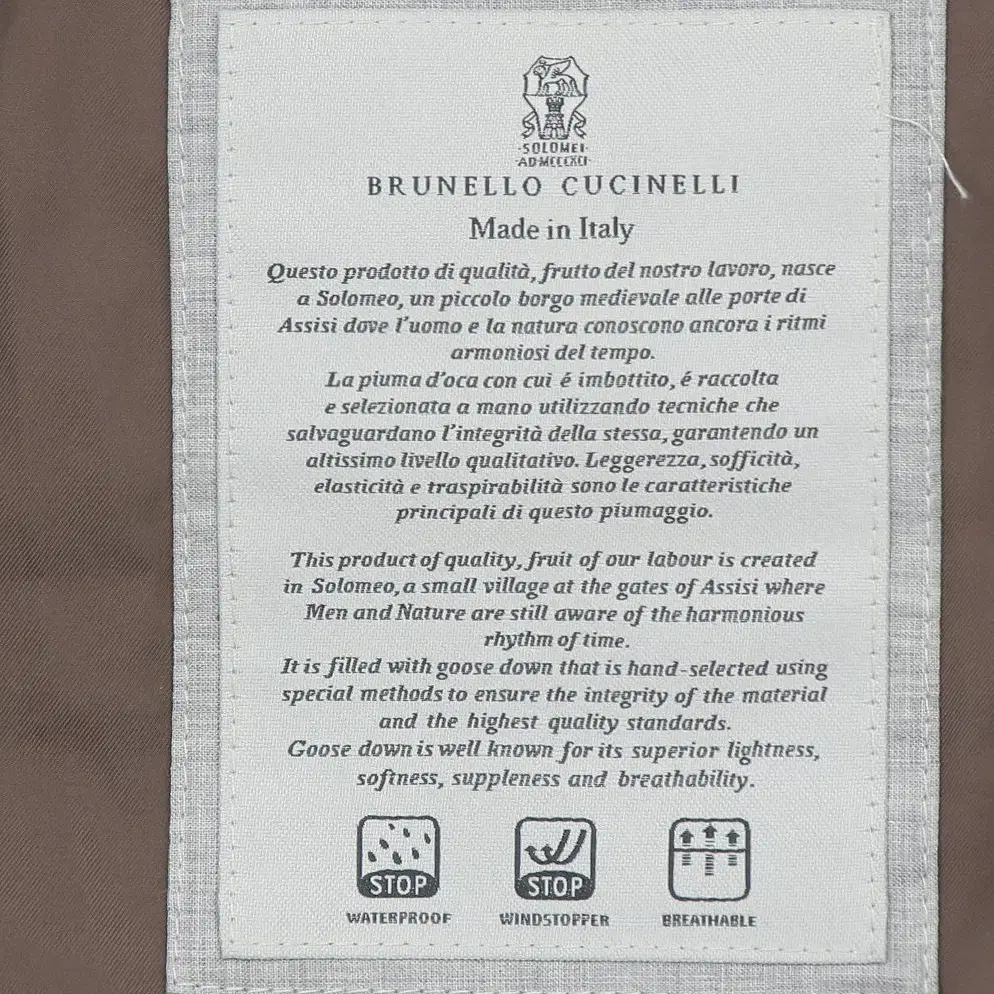 ·SOLOMEI·
·AD·MCCCXCI·
BRUNELLO CUCINELLI
Made in Italy
Questo prodotto di qualità, frutto del nostro lavoro, nasce
a Solomeo, un piccolo borgo medievale alle porte di
Assisi dove l'uomo e la natura conoscono ancora i ritmi
armoniosi del tempo.
La piuma d'oca con cui é imbottito, é raccolta
e selezionata a mano utilizzando tecniche che
salvaguardano l'integrità della stessa, garantendo un
altissimo livello qualitativo. Leggerezza, sofficità,
elasticità e traspirabilità sono le caratteristiche
principali di questo piumaggio.
This product of quality, fruit of our labour is created
in Solomeo, a small village at the gates of Assisi where
Men and Nature are still aware of the harmonious
rhythm of time.
It is filled with goose down that is hand-selected using
special methods to ensure the integrity of the material
and the highest quality standards.
Goose down is well known for its superior lightness,
softness, suppleness and breathability.
STOP STOP
WATERPROOF WINDSTOPPER BREATHABLE